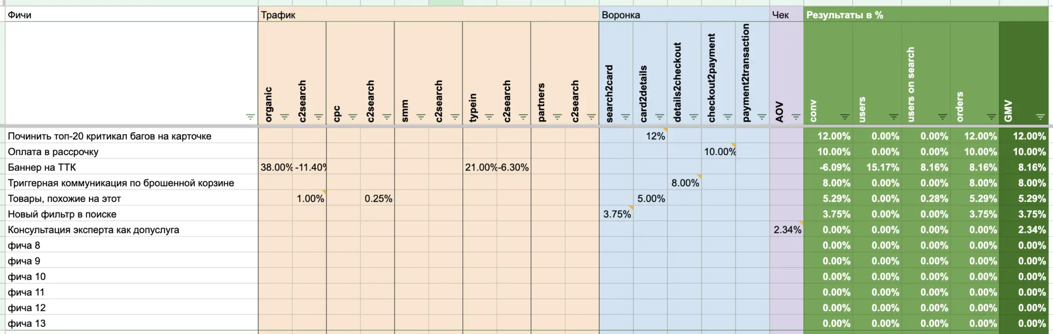 Фичи Трафик Воронка Чек Результаты в %
organic c2search cpc c2search smm c2search typein c2search partners c2search search2card card2details details2checkout checkout2payment payment2transaction AOV conv users users on search orders GMV
Починить топ-20 критикал багов на карточке 12% 12.00% 0.00% 0.00% 12.00% 12.00%
Оплата в рассрочку 10.00% 10.00% 0.00% 0.00% 10.00% 10.00%
Баннер на ТТК 38.00% -11.40% 21.00% -6.30% -6.09% 15.17% 8.16% 8.16% 8.16%
Триггерная коммуникация по брошенной корзине 8.00% 8.00% 0.00% 0.00% 8.00% 8.00%
Товары, похожие на этот 1.00% 0.25% 5.00% 5.29% 0.00% 0.28% 5.29% 5.29%
Новый фильтр в поиске 3.75% 3.75% 0.00% 0.00% 3.75% 3.75%
Консультация эксперта как допуслуга 2.34% 0.00% 0.00% 0.00% 0.00% 2.34%
фича 8 0.00% 0.00% 0.00% 0.00% 0.00%
фича 9 0.00% 0.00% 0.00% 0.00% 0.00%
фича 10 0.00% 0.00% 0.00% 0.00% 0.00%
фича 11 0.00% 0.00% 0.00% 0.00% 0.00%
фича 12 0.00% 0.00% 0.00% 0.00% 0.00%
фича 13 0.00% 0.00% 0.00% 0.00% 0.00%